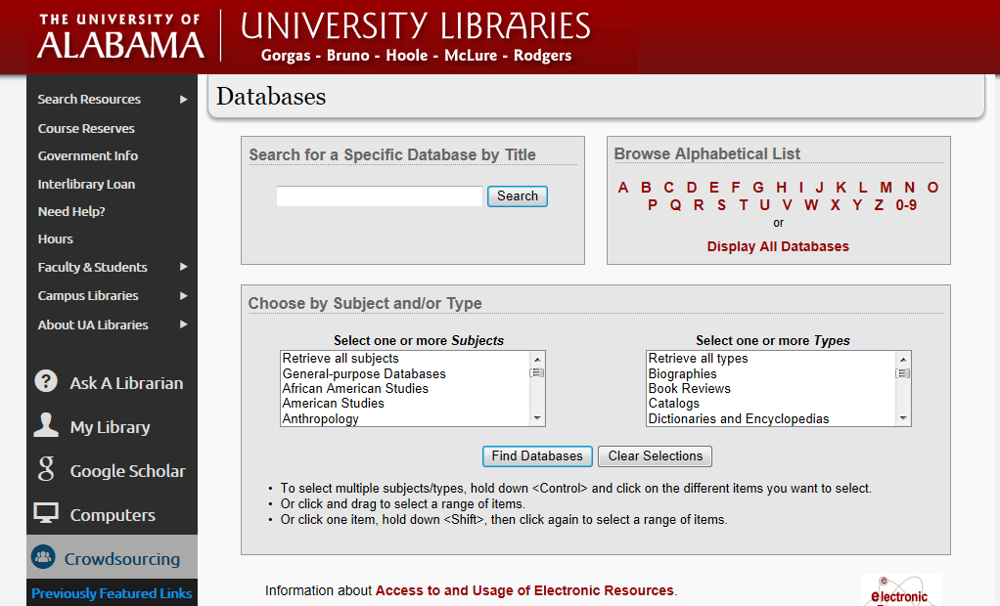 THE UNIVERSITY OF
ALABAMA
UNIVERSITY LIBRARIES
Gorgas - Bruno - Hoole - McLure - Rodgers
Search Resources
Course Reserves
Government Info
Interlibrary Loan
Need Help?
Hours
Faculty & Students
Campus Libraries
About UA Libraries
? Ask A Librarian
My Library
g Google Scholar
Computers
Crowdsourcing
Previously Featured Links
Databases
Search for a Specific Database by Title
Search
Browse Alphabetical List
A B C D E F G H I J K L M N O
P Q R S T U V W X Y Z 0-9
or
Display All Databases
Choose by Subject and/or Type
Select one or more Subjects
Retrieve all subjects
General-purpose Databases
African American Studies
American Studies
Anthropology
Select one or more Types
Retrieve all types
Biographies
Book Reviews
Catalogs
Dictionaries and Encyclopedias
Find Databases Clear Selections
• To select multiple subjects/types, hold down <Control> and click on the different items you want to select.
• Or click and drag to select a range of items.
• Or click one item, hold down <Shift>, then click again to select a range of items.
Information about Access to and Usage of Electronic Resources.
e
electronic